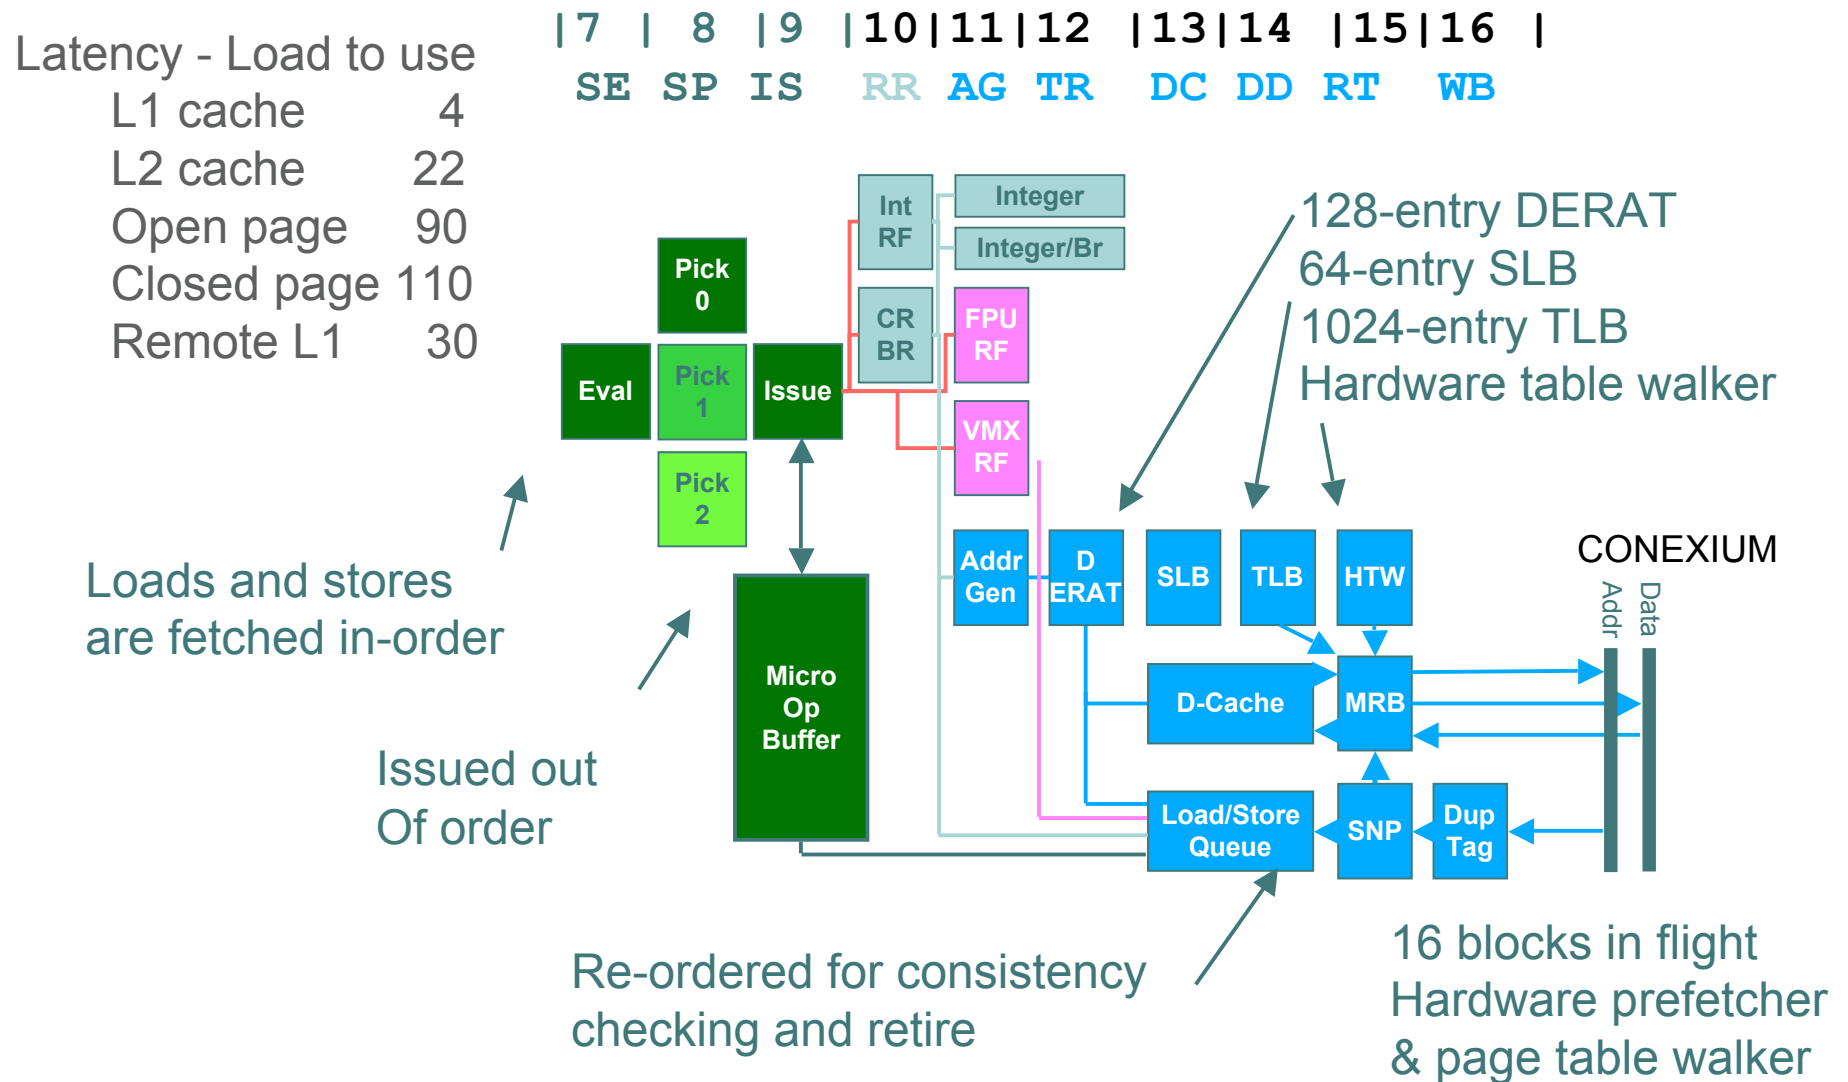 |7 | 8 |9 |10|11|12 |13|14 |15|16 |
SE SP IS RR AG TR DC DD RT WB
Latency - Load to use
L1 cache 4
L2 cache 22
Open page 90
Closed page 110
Remote L1 30
Int
RF
Integer
Integer/Br
CR
BR
FPU
RF
VMX
RF
Pick
0
Eval
Pick
1
Issue
Pick
2
128-entry DERAT
64-entry SLB
1024-entry TLB
Hardware table walker
Loads and stores
are fetched in-order
Addr
Gen
D
ERAT
SLB
TLB
HTW
CONEXIUM
Addr
Data
Micro
Op
Buffer
D-Cache
MRB
Issued out
Of order
Load/Store
Queue
SNP
Dup
Tag
Re-ordered for consistency
checking and retire
16 blocks in flight
Hardware prefetcher
& page table walker